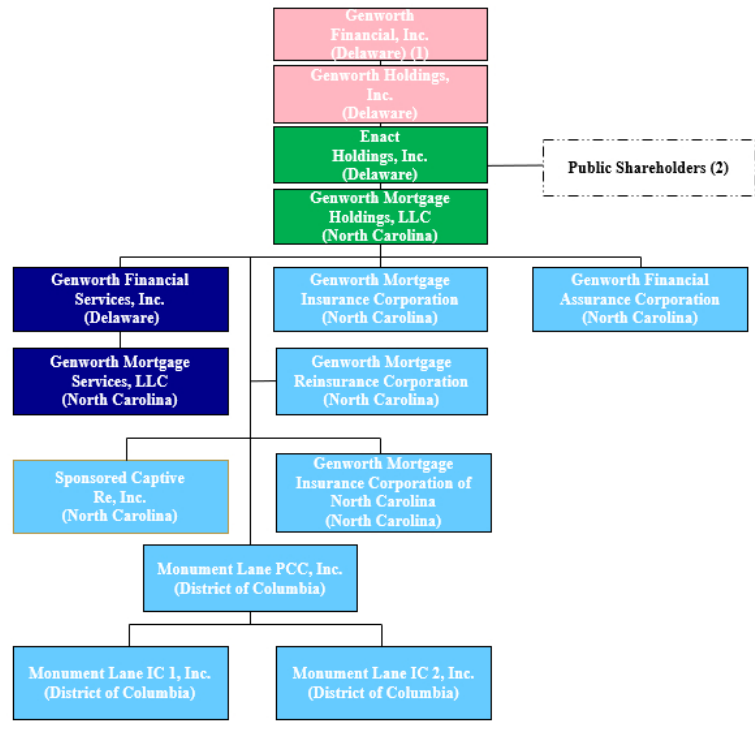 Genworth
Financial, Inc.
(Delaware) (1)
Genworth Holdings,
Inc.
(Delaware)
Enact
Holdings, Inc.
(Delaware)
Public Shareholders (2)
Genworth Mortgage
Holdings, LLC
(North Carolina)
Genworth Financial
Services, Inc.
(Delaware)
Genworth Mortgage
Insurance Corporation
(North Carolina)
Genworth Financial
Assurance Corporation
(North Carolina)
Genworth Mortgage
Services, LLC
(North Carolina)
Genworth Mortgage
Reinsurance Corporation
(North Carolina)
Sponsored Captive
Re, Inc.
(North Carolina)
Genworth Mortgage
Insurance Corporation of
North Carolina
(North Carolina)
Monument Lane PCC, Inc.
(District of Columbia)
Monument Lane IC 1, Inc.
(District of Columbia)
Monument Lane IC 2, Inc.
(District of Columbia)